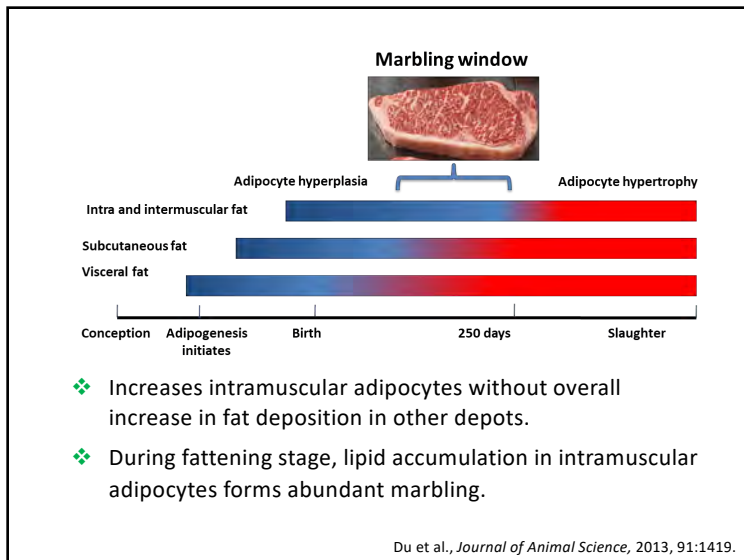 Marbling window
Adipocyte hyperplasia
Adipocyte hypertrophy
Intra and intermuscular fat
Subcutaneous fat
Visceral fat
Conception
Adipogenesis
initiates
Birth
250 days
Slaughter
❖ Increases intramuscular adipocytes without overall
increase in fat deposition in other depots.
❖ During fattening stage, lipid accumulation in intramuscular
adipocytes forms abundant marbling.
Du et al., Journal of Animal Science, 2013, 91:1419.